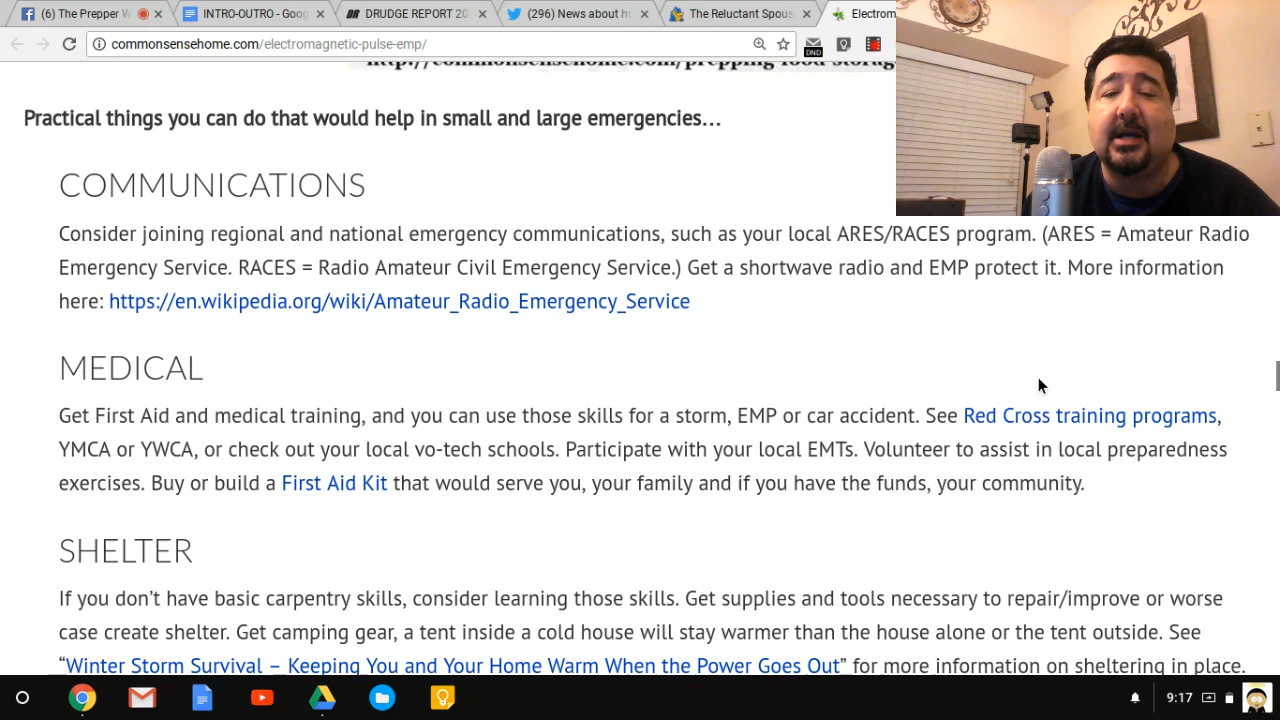 (6) The Prepper W
INTRO-OUTRO - Goog
DRUDGE REPORT 20
(296) News about hu
The Reluctant Spous
Electrom
commonsensehome.com/electromagnetic-pulse-emp/
DND
http://commonsensehome.com/prepping-food-storag
Practical things you can do that would help in small and large emergencies…
COMMUNICATIONS
Consider joining regional and national emergency communications, such as your local ARES/RACES program. (ARES = Amateur Radio
Emergency Service. RACES = Radio Amateur Civil Emergency Service.) Get a shortwave radio and EMP protect it. More information
here: https://en.wikipedia.org/wiki/Amateur_Radio_Emergency_Service
MEDICAL
Get First Aid and medical training, and you can use those skills for a storm, EMP or car accident. See Red Cross training programs,
YMCA or YWCA, or check out your local vo-tech schools. Participate with your local EMTs. Volunteer to assist in local preparedness
exercises. Buy or build a First Aid Kit that would serve you, your family and if you have the funds, your community.
SHELTER
If you don't have basic carpentry skills, consider learning those skills. Get supplies and tools necessary to repair/improve or worse
case create shelter. Get camping gear, a tent inside a cold house will stay warmer than the house alone or the tent outside. See
“Winter Storm Survival – Keeping You and Your Home Warm When the Power Goes Out” for more information on sheltering in place.
9:17